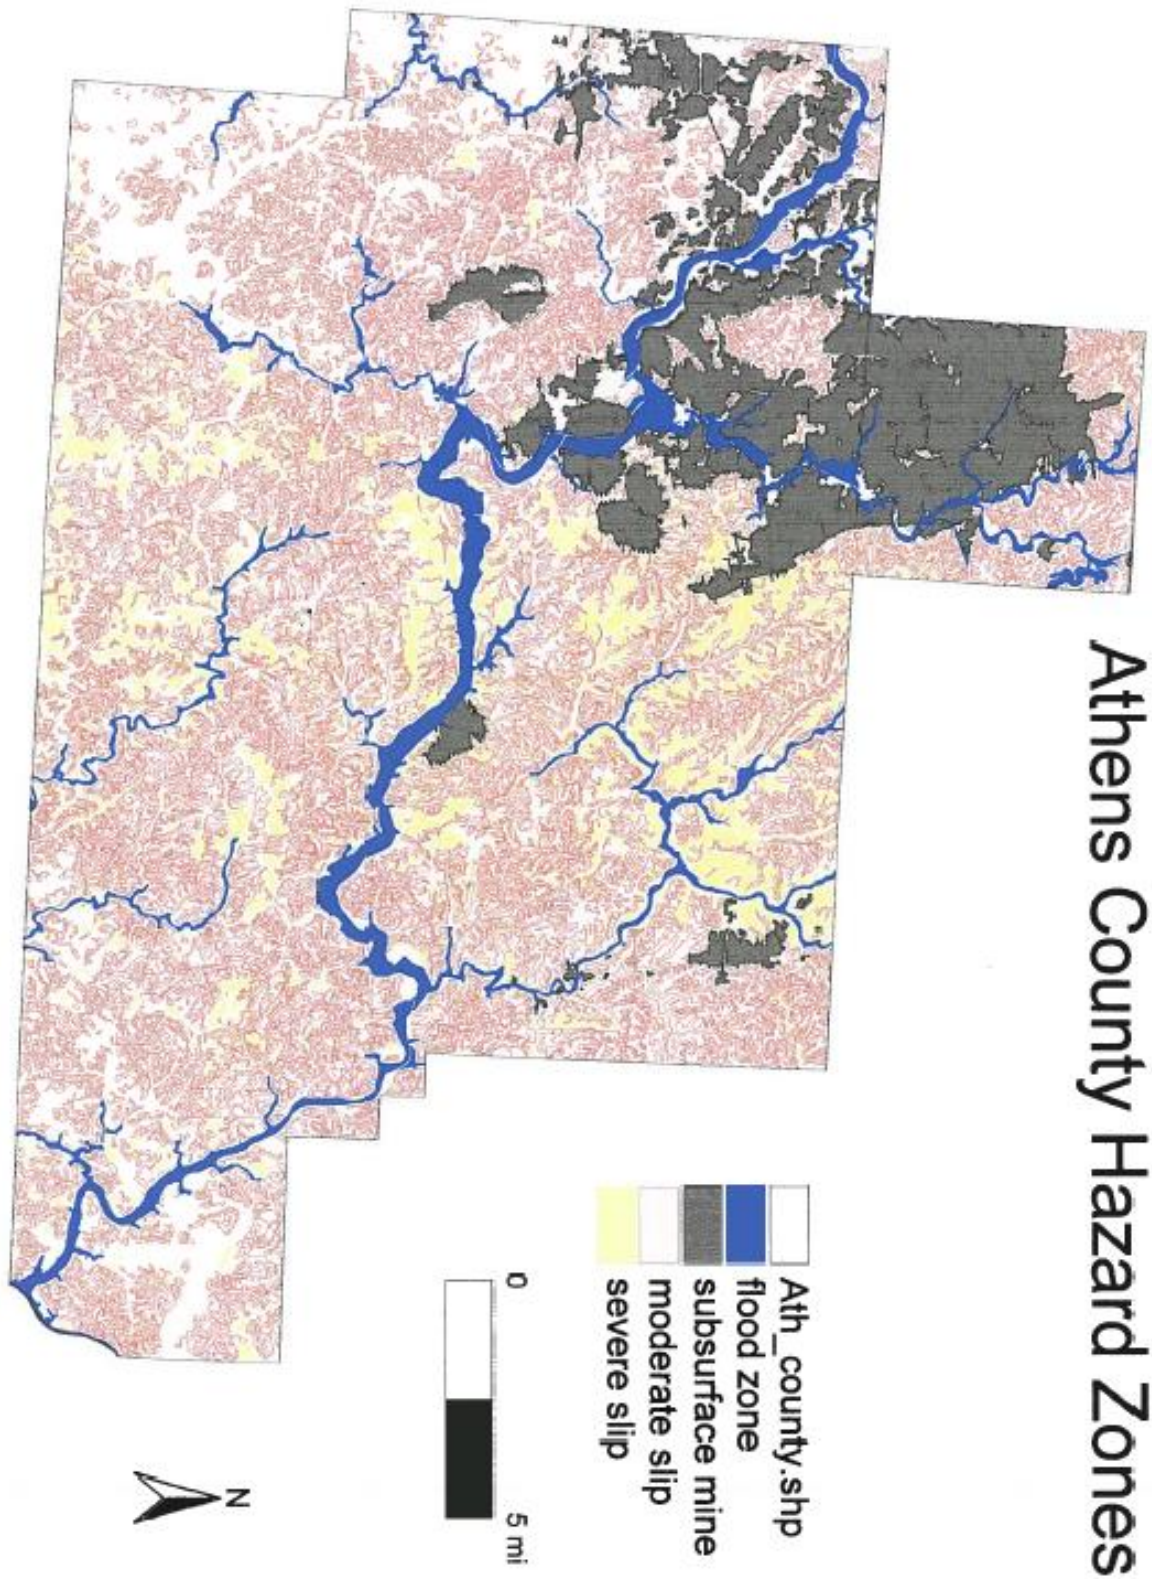 Athens County Hazard Zones
Ath_county.shp
flood zone
subsurface mine
moderate slip
severe slip
0
5 mi
N